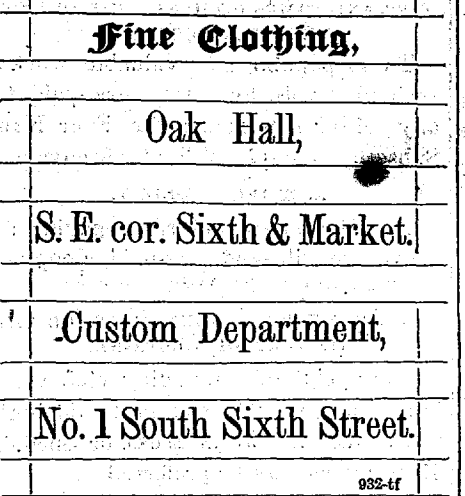 Fine Clothing,
Oak Hall,
S. E. cor. Sixth & Market.
Custom Department,
No. 1 South Sixth Street.
932-tf